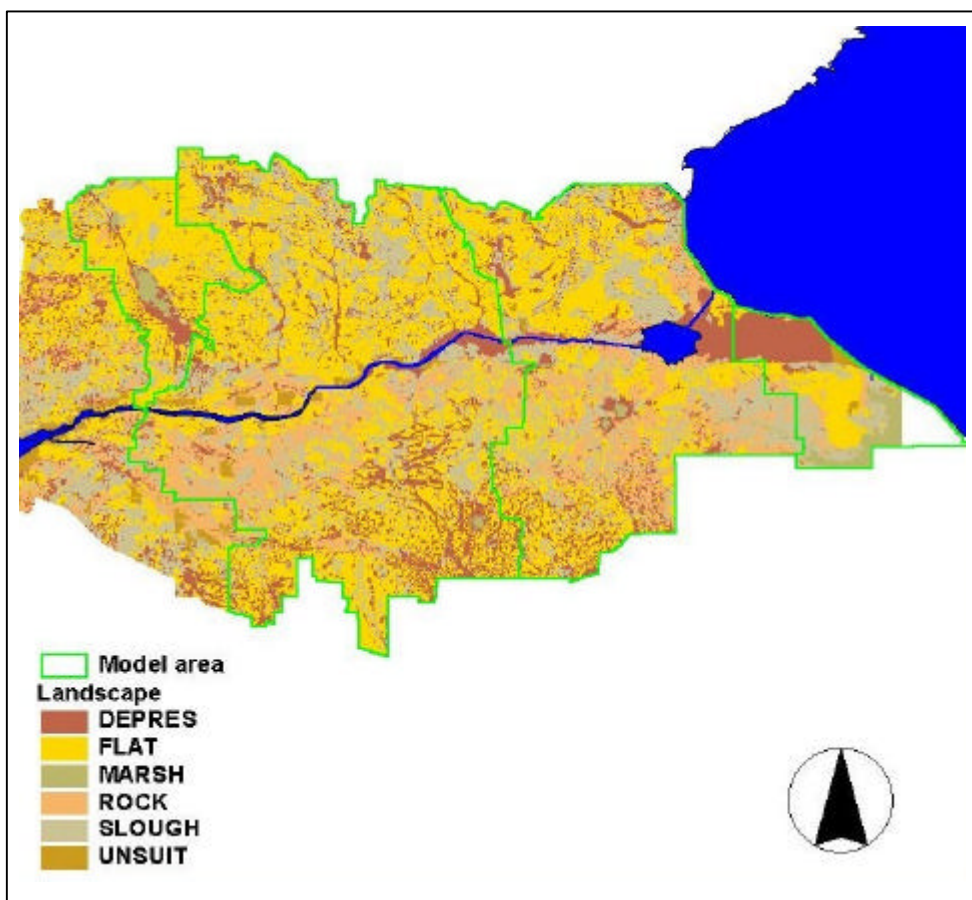 Model area
Landscape
DEPRES
FLAT
MARSH
ROCK
SLOUGH
UNSUIT